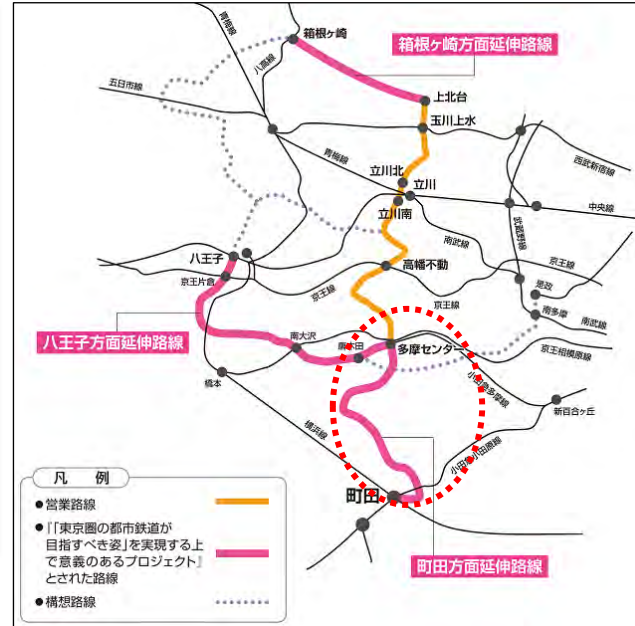 箱根ヶ崎
箱根ヶ崎方面延伸路線
青梅線
八高線
五日市線
上北台
玉川上水
青梅線
西武新宿線
立川北
立川
立川南
中央線
南武線
武蔵野線
八王子
高幡不動
京王線
京王片倉
京王線
京王線
是政
南多摩
南武線
八王子方面延伸路線
南大沢
唐木田
多摩センター
京王相模原線
橋本
小田急多摩線
新百合ヶ丘
横浜線
小田急小田原線
町田
町田方面延伸路線
凡 例
●営業路線
●『「東京圏の都市鉄道が
目指すべき姿」を実現する上
で意義のあるプロジェクト』
とされた路線
●構想路線